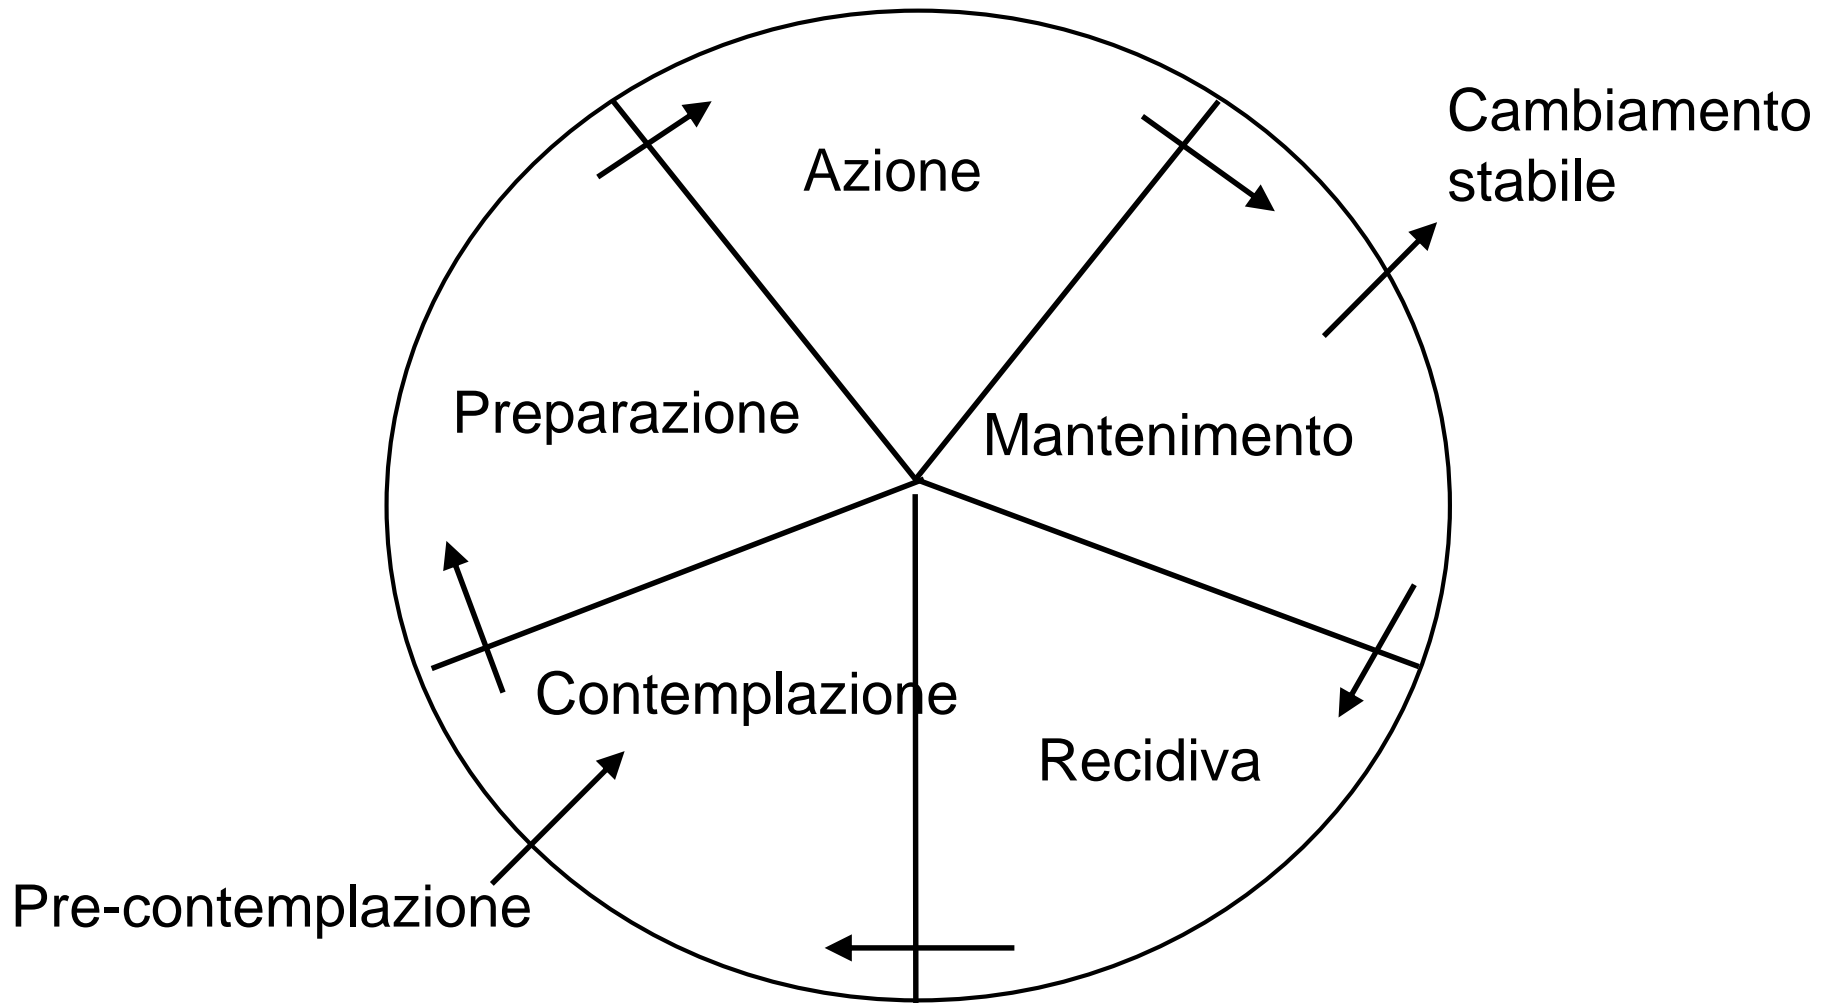 Cambiamento
stabile
Azione
Preparazione
Mantenimento
Contemplazione
Recidiva
Pre-contemplazione